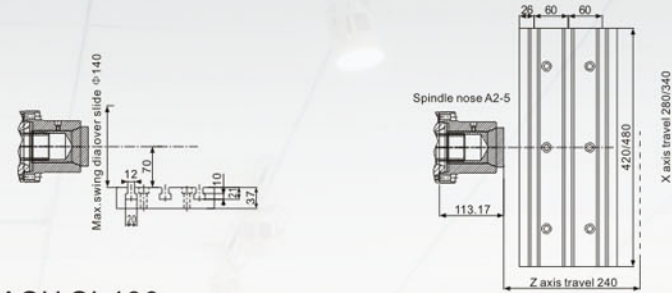 26 60 60
Max.swing dia.over slide Φ140
12
70
10
21
37
20
Spindle nose A2-5
113.17
420/480
X axis travel 280/340
Z axis travel 240